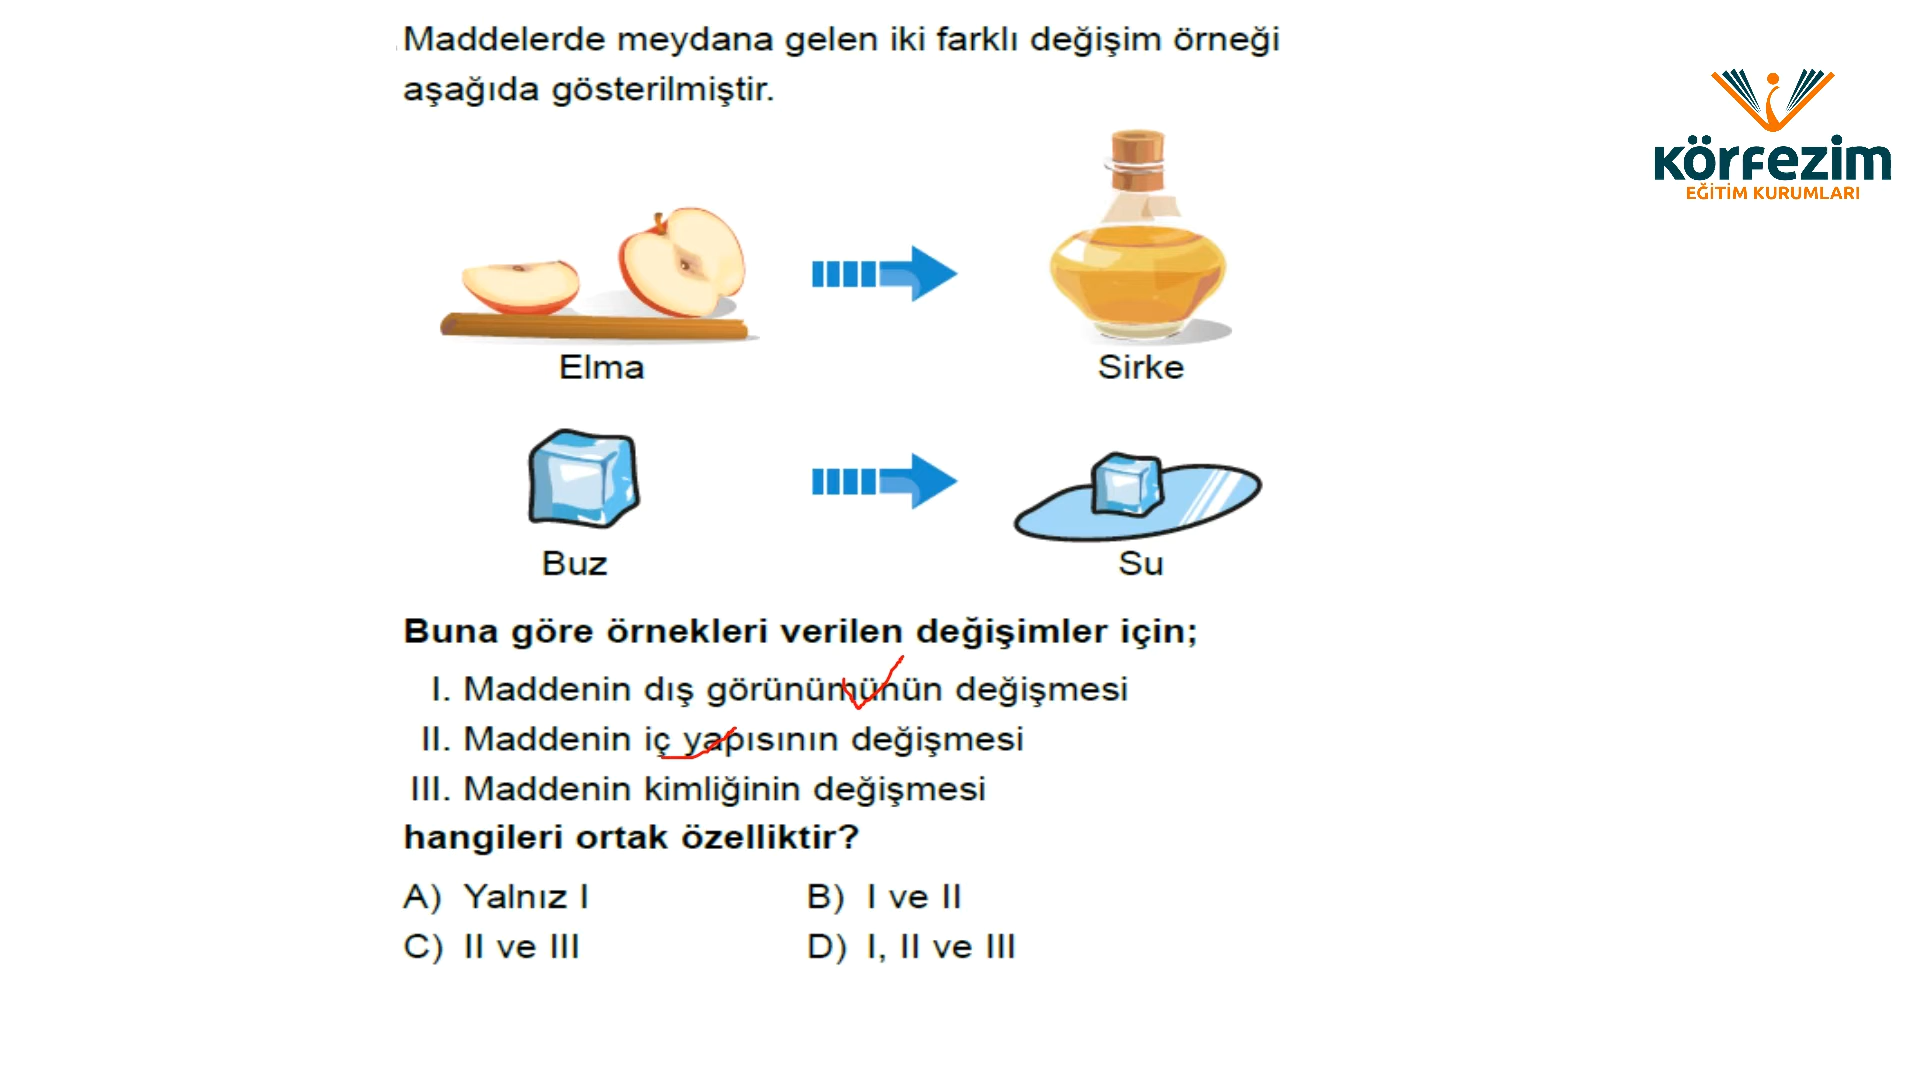 Maddelerde meydana gelen iki farklı değişim örneği
aşağıda gösterilmiştir.
körfezim
EĞİTİM KURUMLARI
Elma
Sirke
Buz
Su
Buna göre örnekleri verilen değişimler için;
I. Maddenin dış görünümünün değişmesi
II. Maddenin iç yapısının değişmesi
III. Maddenin kimliğinin değişmesi
hangileri ortak özelliktir?
A) Yalnız I
B) I ve II
C) II ve III
D) I, II ve III